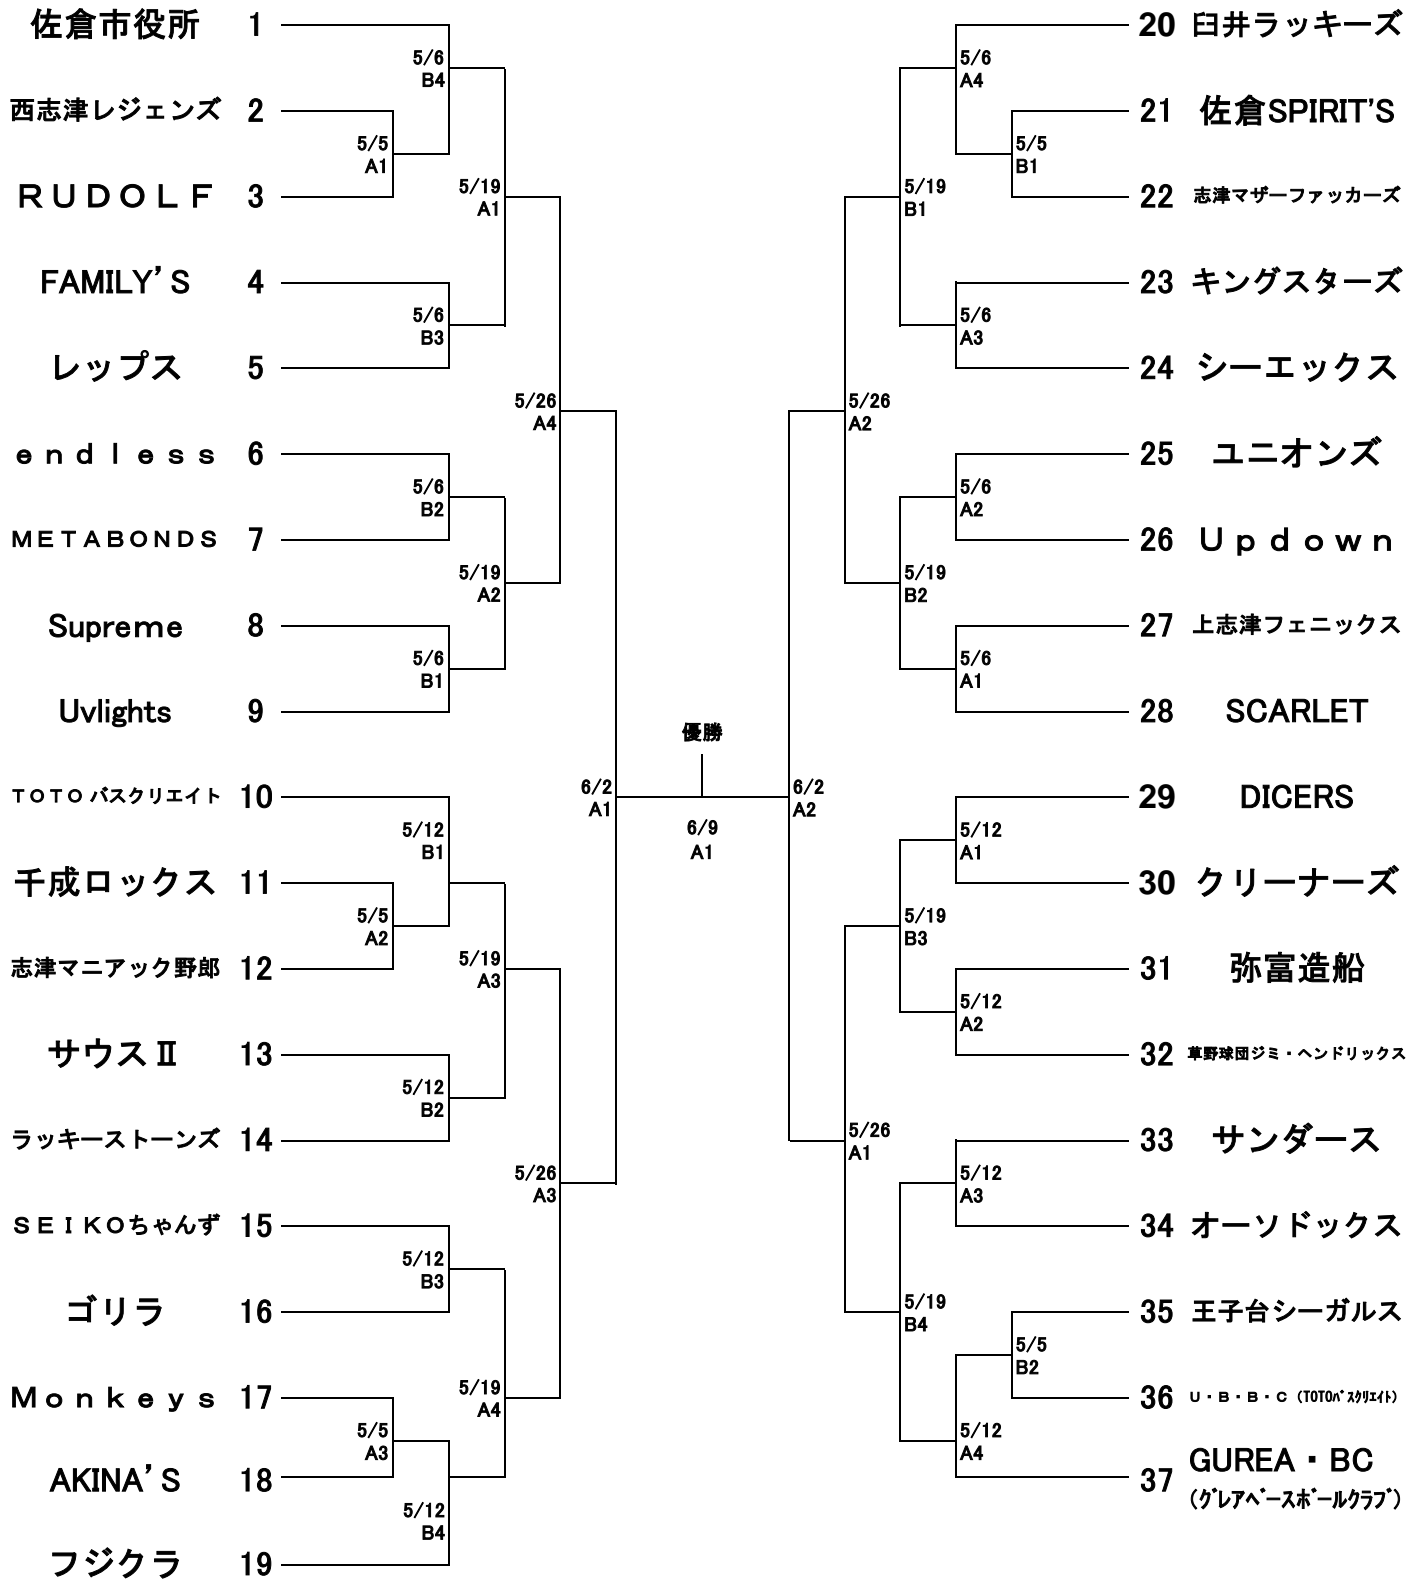 佐倉市役所 1
5/6
B4
西志津レジェンズ 2
5/5
A1
ＲＵＤＯＬＦ 3
5/19
A1
FAMILY’S 4
5/6
B3
レップス 5
5/26
A4
ｅｎｄｌｅｓｓ 6
5/6
B2
ＭＥＴＡＢＯＮＤＳ 7
5/19
A2
Supreme 8
5/6
B1
Uvlights 9
ＴＯＴＯバスクリエイト 10
5/12
B1
千成ロックス 11
5/5
A2
志津マニアック野郎 12
5/19
A3
サウスⅡ 13
5/12
B2
ラッキーストーンズ 14
5/26
A3
ＳＥＩＫＯちゃんず 15
5/12
B3
ゴリラ 16
Ｍｏｎｋｅｙｓ 17
5/19
A4
5/5
A3
AKINA’S 18
5/12
B4
フジクラ 19
6/2
A1
優勝
6/9
A1
6/2
A2
20 臼井ラッキーズ
5/6
A4
21 佐倉SPIRIT'S
5/5
B1
22 志津マザーファッカーズ
5/19
B1
23 キングスターズ
5/6
A3
24 シーエックス
5/26
A2
25 ユニオンズ
5/6
A2
26 Ｕｐｄｏｗｎ
5/19
B2
27 上志津フェニックス
5/6
A1
28 SCARLET
29 DICERS
5/12
A1
30 クリーナーズ
5/19
B3
31 弥富造船
5/12
A2
32 草野球団ジミ・ヘンドリックス
5/26
A1
33 サンダース
5/12
A3
34 オーソドックス
5/19
B4
35 王子台シーガルス
5/5
B2
36 Ｕ・Ｂ・Ｂ・Ｃ（TOTOﾊﾞｽｸﾘｴｲﾄ）
5/12
A4
37 GUREA・BC
(ｸﾞﾚｱﾍﾞｰｽﾎﾞｰﾙｸﾗﾌﾞ)